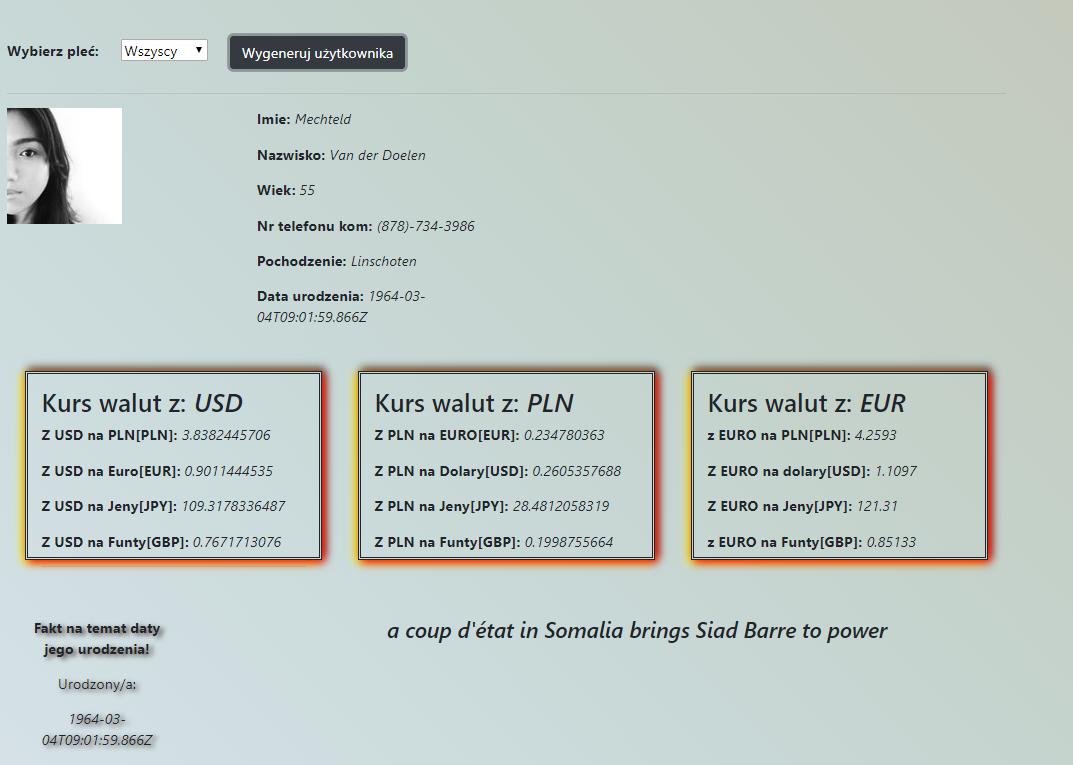 Wybierz pleć: Wszyscy Wygeneruj użytkownika
Imie: Mechteld
Nazwisko: Van der Doelen
Wiek: 55
Nr telefonu kom: (878)-734-3986
Pochodzenie: Linschoten
Data urodzenia: 1964-03-
04T09:01:59.866Z
Kurs walut z: USD
Z USD na PLN[PLN]: 3.8382445706
Z USD na Euro[EUR]: 0.9011444535
Z USD na Jeny[JPY]: 109.3178336487
Z USD na Funty[GBP]: 0.7671713076
Kurs walut z: PLN
Z PLN na EURO[EUR]: 0.234780363
Z PLN na Dolary[USD]: 0.2605357688
Z PLN na Jeny[JPY]: 28.4812058319
Z PLN na Funty[GBP]: 0.1998755664
Kurs walut z: EUR
z EURO na PLN[PLN]: 4.2593
Z EURO na dolary[USD]: 1.1097
Z EURO na Jeny[JPY]: 121.31
z EURO na Funty[GBP]: 0.85133
Fakt na temat daty
jego urodzenia!
Urodzony/a:
1964-03-
04T09:01:59.866Z
a coup d'état in Somalia brings Siad Barre to power